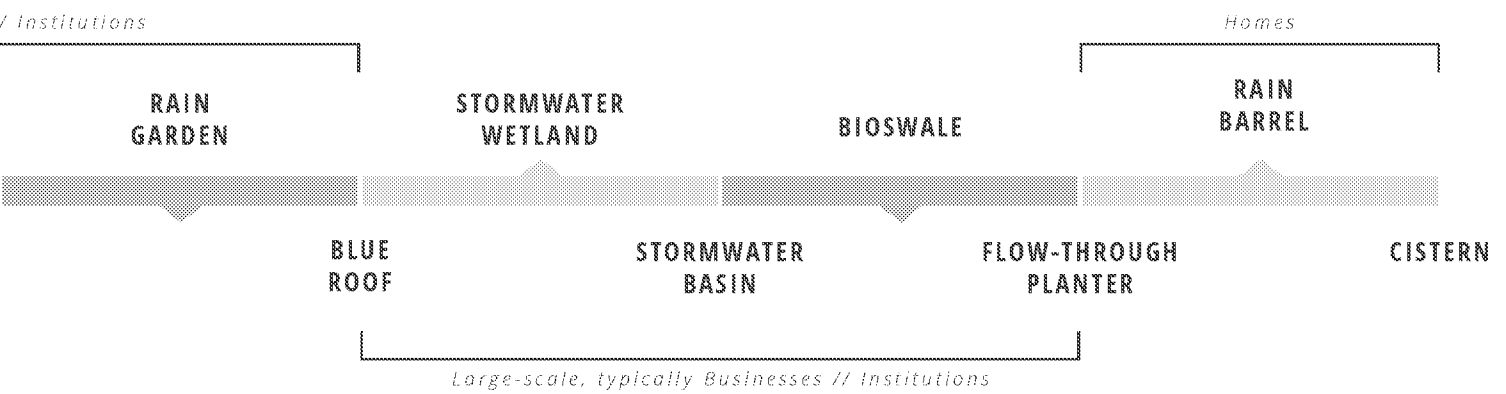 // Institutions
Homes
RAIN
GARDEN
STORMWATER
WETLAND
BIOSWALE
RAIN
BARREL
BLUE
ROOF
STORMWATER
BASIN
FLOW-THROUGH
PLANTER
CISTERN
Large-scale, typically Businesses // Institutions